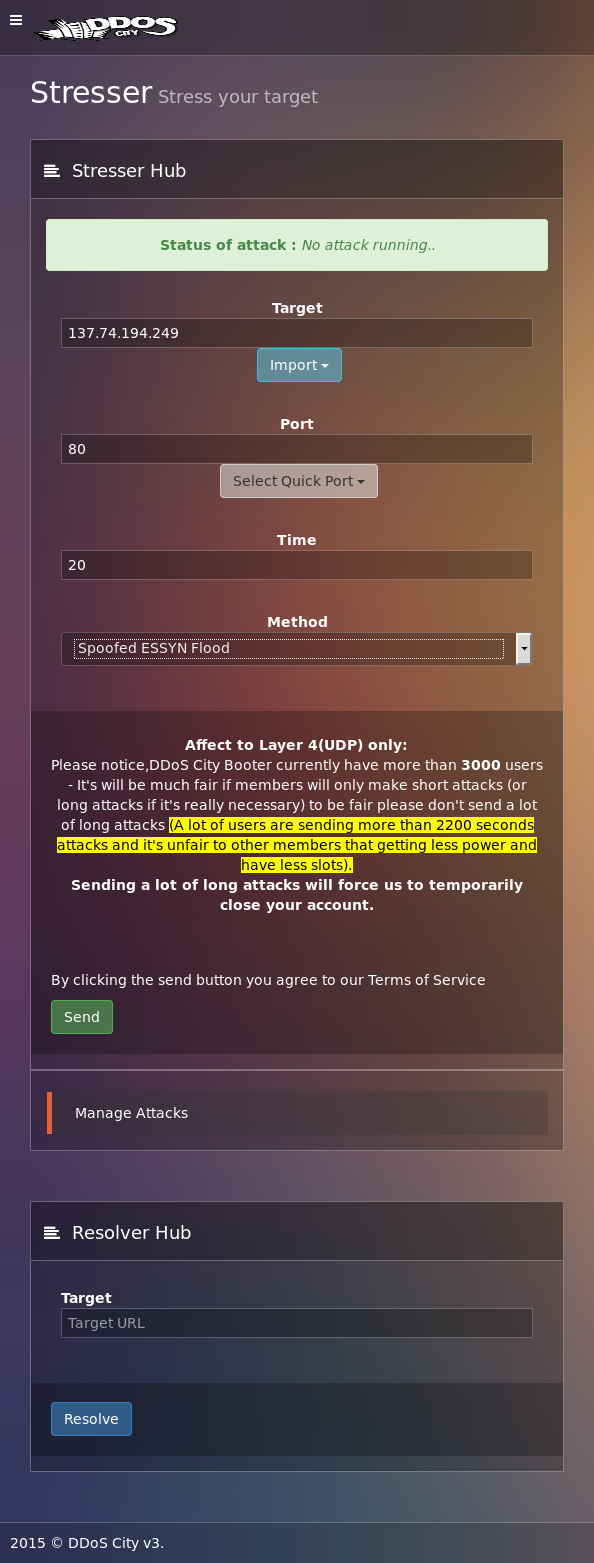 DDOS
CITY
Stresser Stress your target
Stresser Hub
Status of attack : No attack running..
Target
137.74.194.249
Import
Port
80
Select Quick Port
Time
20
Method
Spoofed ESSYN Flood
Affect to Layer 4(UDP) only:
Please notice,DDoS City Booter currently have more than 3000 users
- It's will be much fair if members will only make short attacks (or
long attacks if it's really necessary) to be fair please don't send a lot
of long attacks (A lot of users are sending more than 2200 seconds
attacks and it's unfair to other members that getting less power and
have less slots).
Sending a lot of long attacks will force us to temporarily
close your account.
By clicking the send button you agree to our Terms of Service
Send
Manage Attacks
Resolver Hub
Target
Target URL
Resolve
2015 © DDoS City v3.